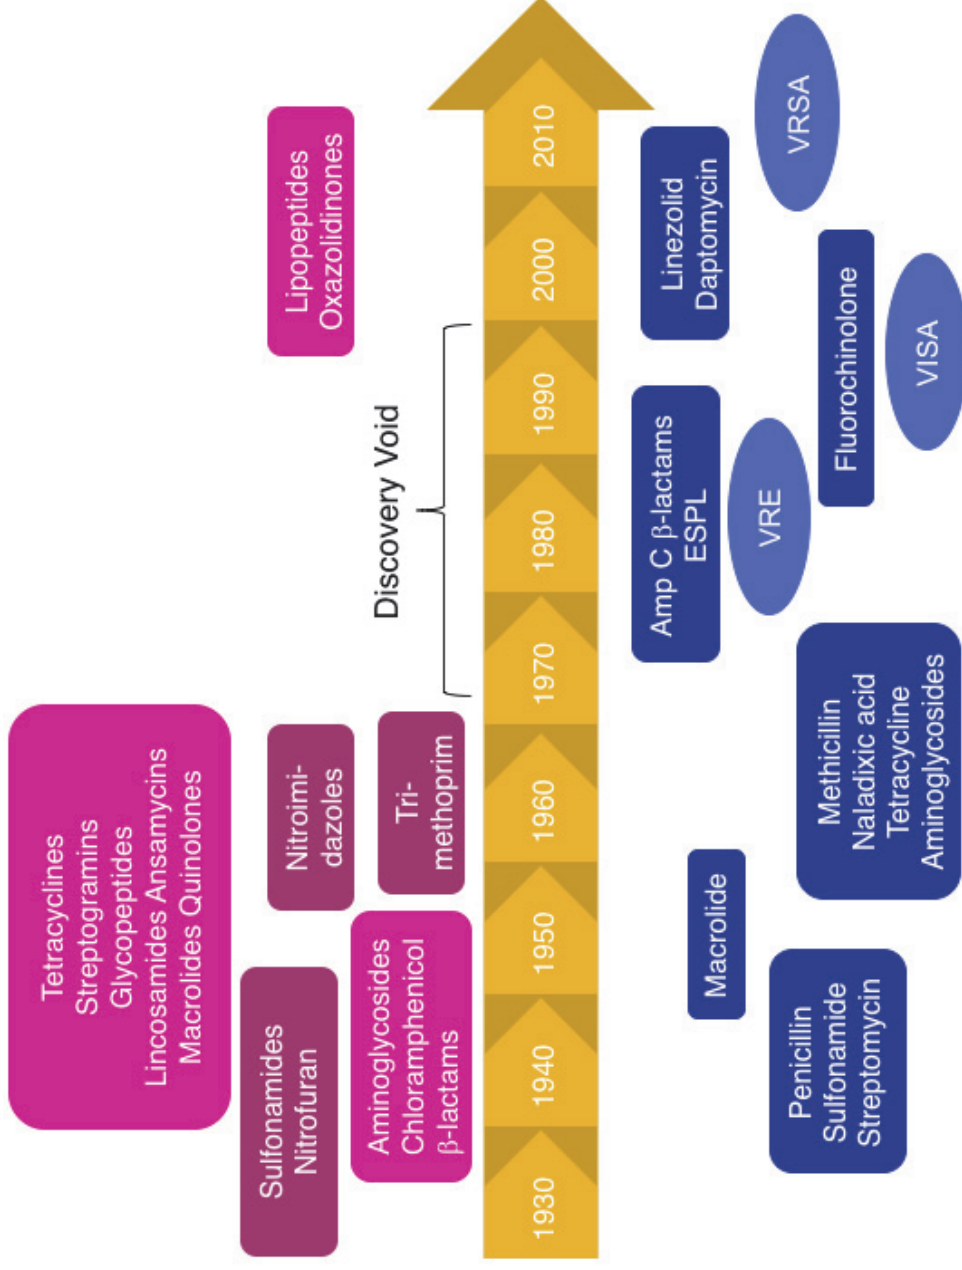 Tetracyclines
Streptogramins
Glycopeptides
Lincosamides Ansamycins
Macrolides Quinolones
Sulfonamides
Nitrofuran
Nitroimi-
dazoles
Lipopeptides
Oxazolidinones
Aminoglycosides
Chloramphenicol
β-lactams
Tri-
methoprim
Discovery Void
1930
1940
1950
1960
1970
1980
1990
2000
2010
Amp C β-lactams
ESPL
Linezolid
Daptomycin
Macrolide
VRE
VRSA
Penicillin
Sulfonamide
Streptomycin
Methicillin
Naladixic acid
Tetracycline
Aminoglycosides
Fluorochinolone
VISA